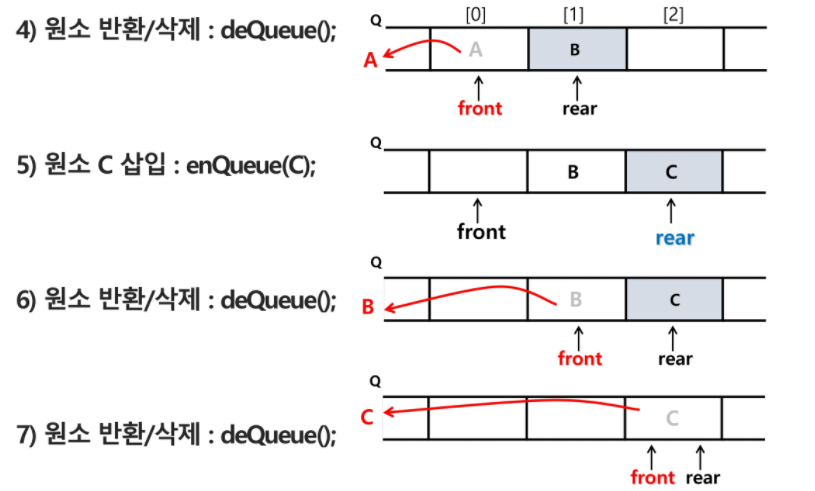 Q [0] [1] [2]
4) 원소 반환/삭제 : deQueue();
A A B
front rear
Q
5) 원소 C 삽입 : enQueue(C);
B C
front rear
Q
6) 원소 반환/삭제 : deQueue();
B B C
front rear
Q
C C
7) 원소 반환/삭제 : deQueue();
front rear